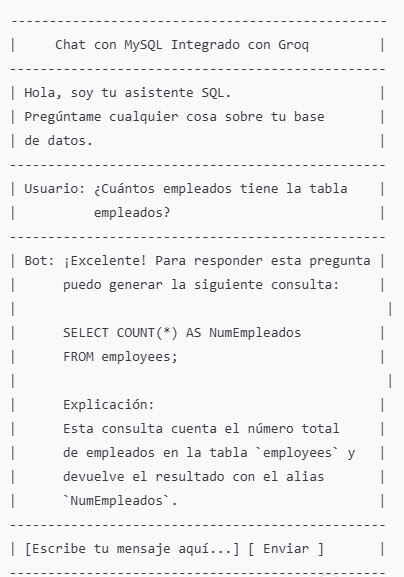 -------------------------------------------------
|     Chat con MySQL Integrado con Groq         |
-------------------------------------------------
| Hola, soy tu asistente SQL.                   |
| Pregúntame cualquier cosa sobre tu base       |
| de datos.                                     |
-------------------------------------------------
| Usuario: ¿Cuántos empleados tiene la tabla    |
|          empleados?                           |
-------------------------------------------------
| Bot: ¡Excelente! Para responder esta pregunta |
|      puedo generar la siguiente consulta:     |
|                                                |
|      SELECT COUNT(*) AS NumEmpleados          |
|      FROM employees;                          |
|                                                |
|      Explicación:                             |
|      Esta consulta cuenta el número total     |
|      de empleados en la tabla `employees` y   |
|      devuelve el resultado con el alias       |
|      `NumEmpleados`.                          |
-------------------------------------------------
| [Escribe tu mensaje aquí...] [ Enviar ]       |
-------------------------------------------------